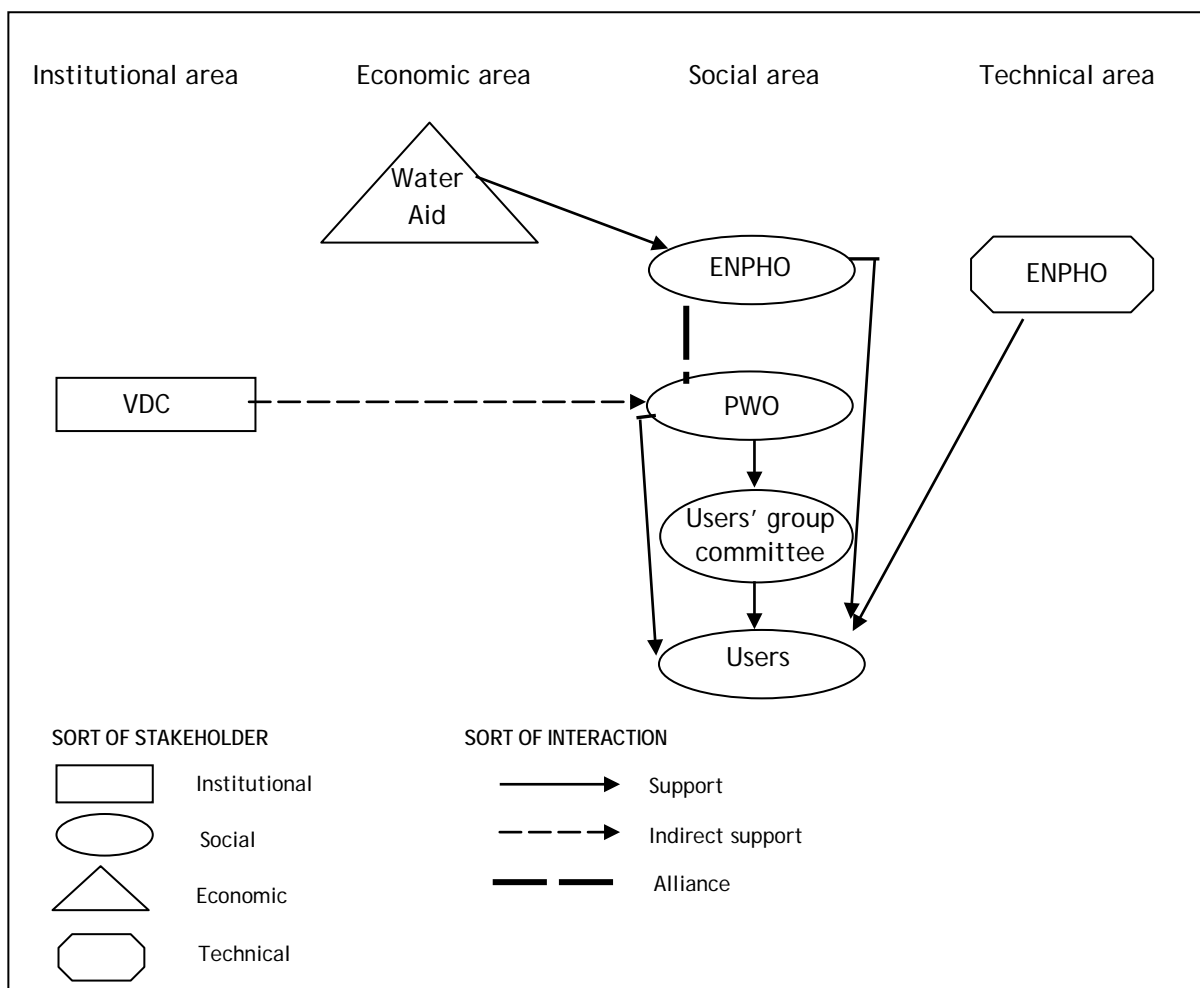 Institutional area Economic area Social area Technical area
Water
Aid
ENPHO
ENPHO
VDC
PWO
Users’ group
committee
Users
SORT OF STAKEHOLDER
SORT OF INTERACTION
Institutional
Support
Social
Indirect support
Economic
Alliance
Technical